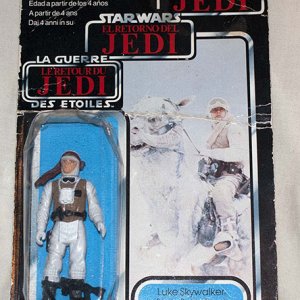 Edad a partir de los 4 años
A partir de 4 ans
Dai 4 anni in su
JEDI
STAR WARS
EL RETORNO DEL
JEDI
LA GUERRE
LE RETOUR DU
JEDI
DES ETOILES
Luke Skywalker